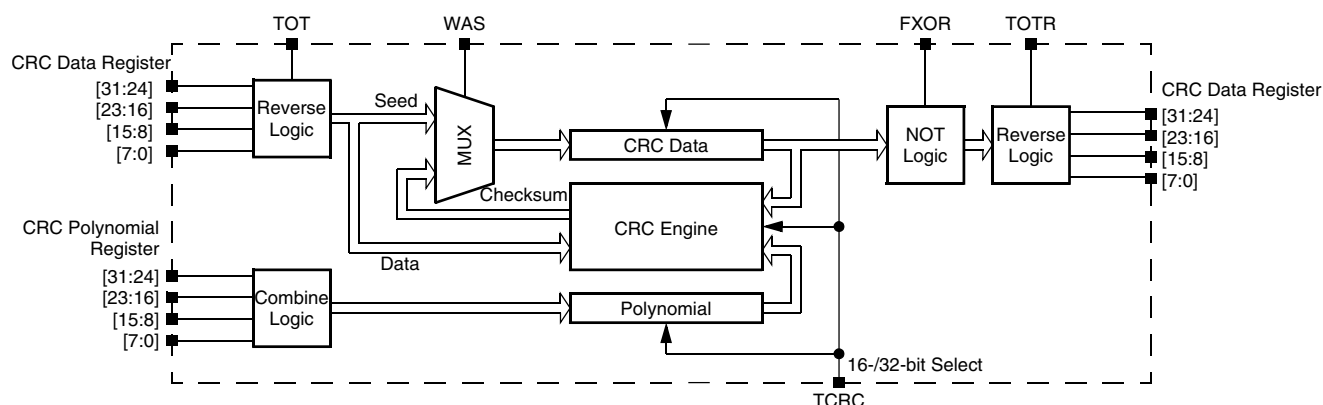 TOT
WAS
FXOR
TOTR
CRC Data Register
[31:24]
[23:16]
[15:8]
[7:0]
Reverse
Logic
Seed
MUX
CRC Data
NOT
Logic
Reverse
Logic
CRC Data Register
[31:24]
[23:16]
[15:8]
[7:0]
Checksum
CRC Engine
Data
CRC Polynomial
Register
[31:24]
[23:16]
[15:8]
[7:0]
Combine
Logic
Polynomial
16-/32-bit Select
TCRC